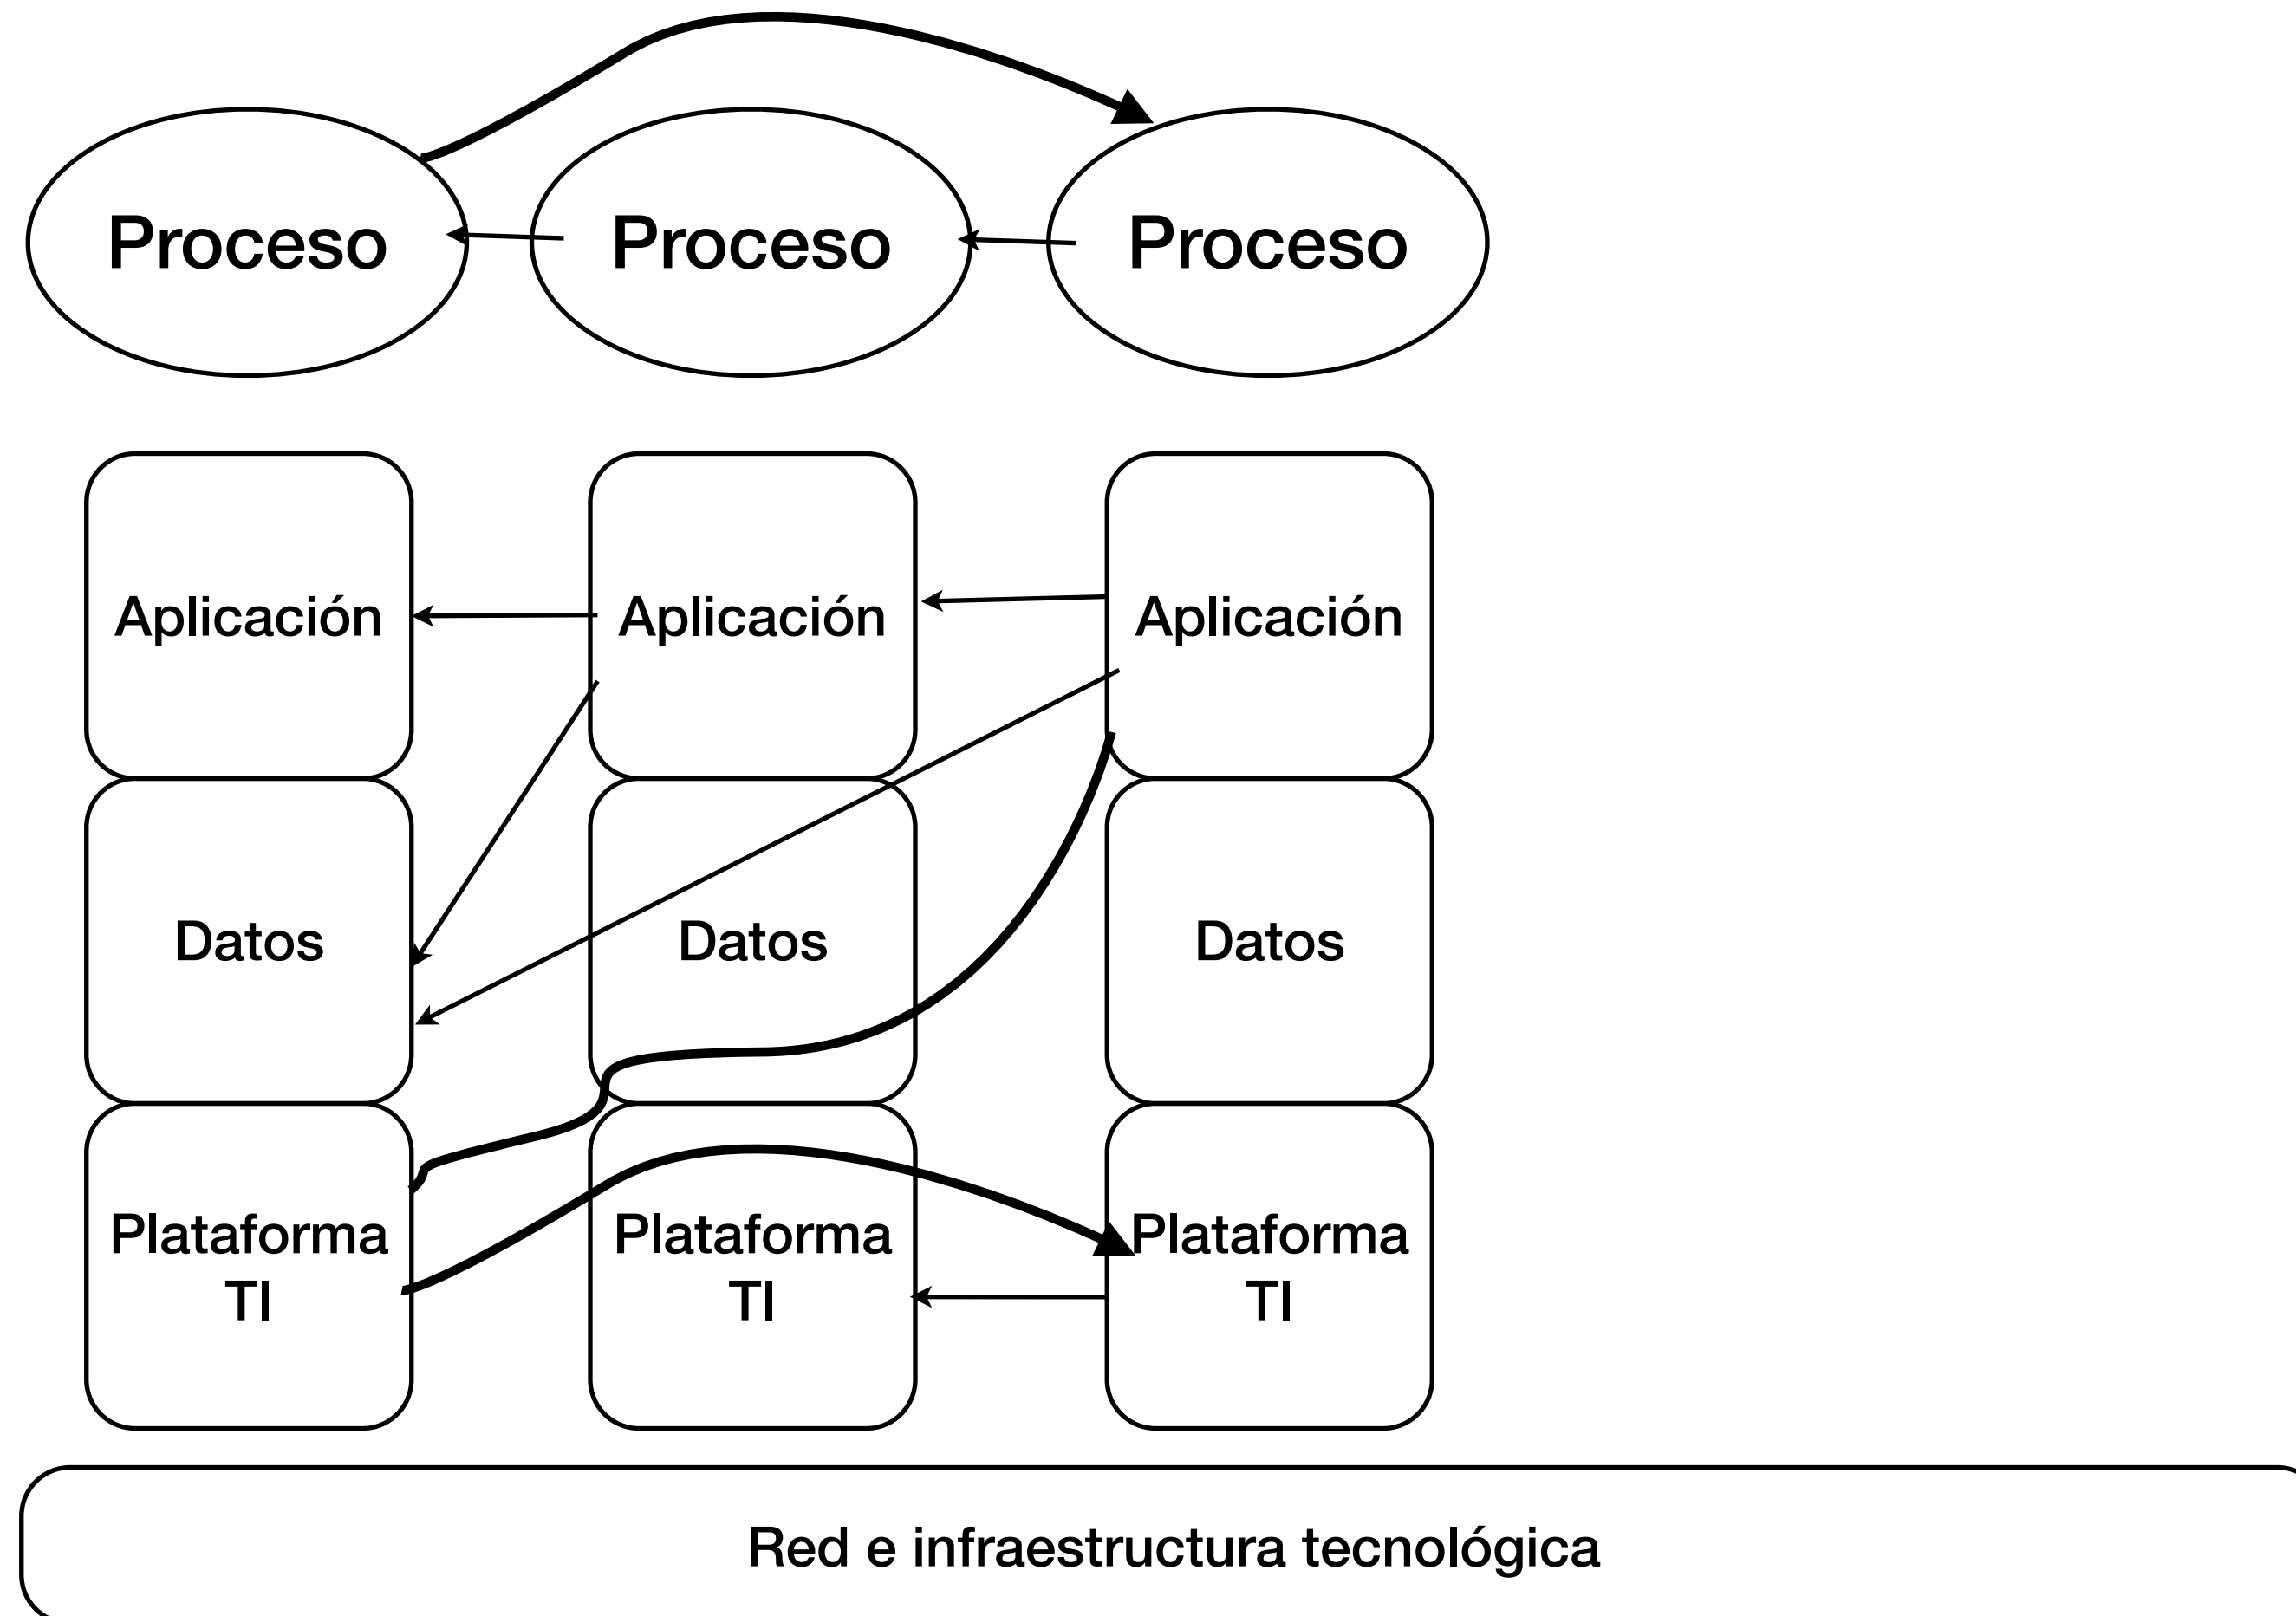 Proceso Proceso Proceso
Aplicación Aplicación Aplicación
Datos Datos Datos
Plataforma Plataforma Plataforma
TI TI TI
Red e infraestructura tecnológica